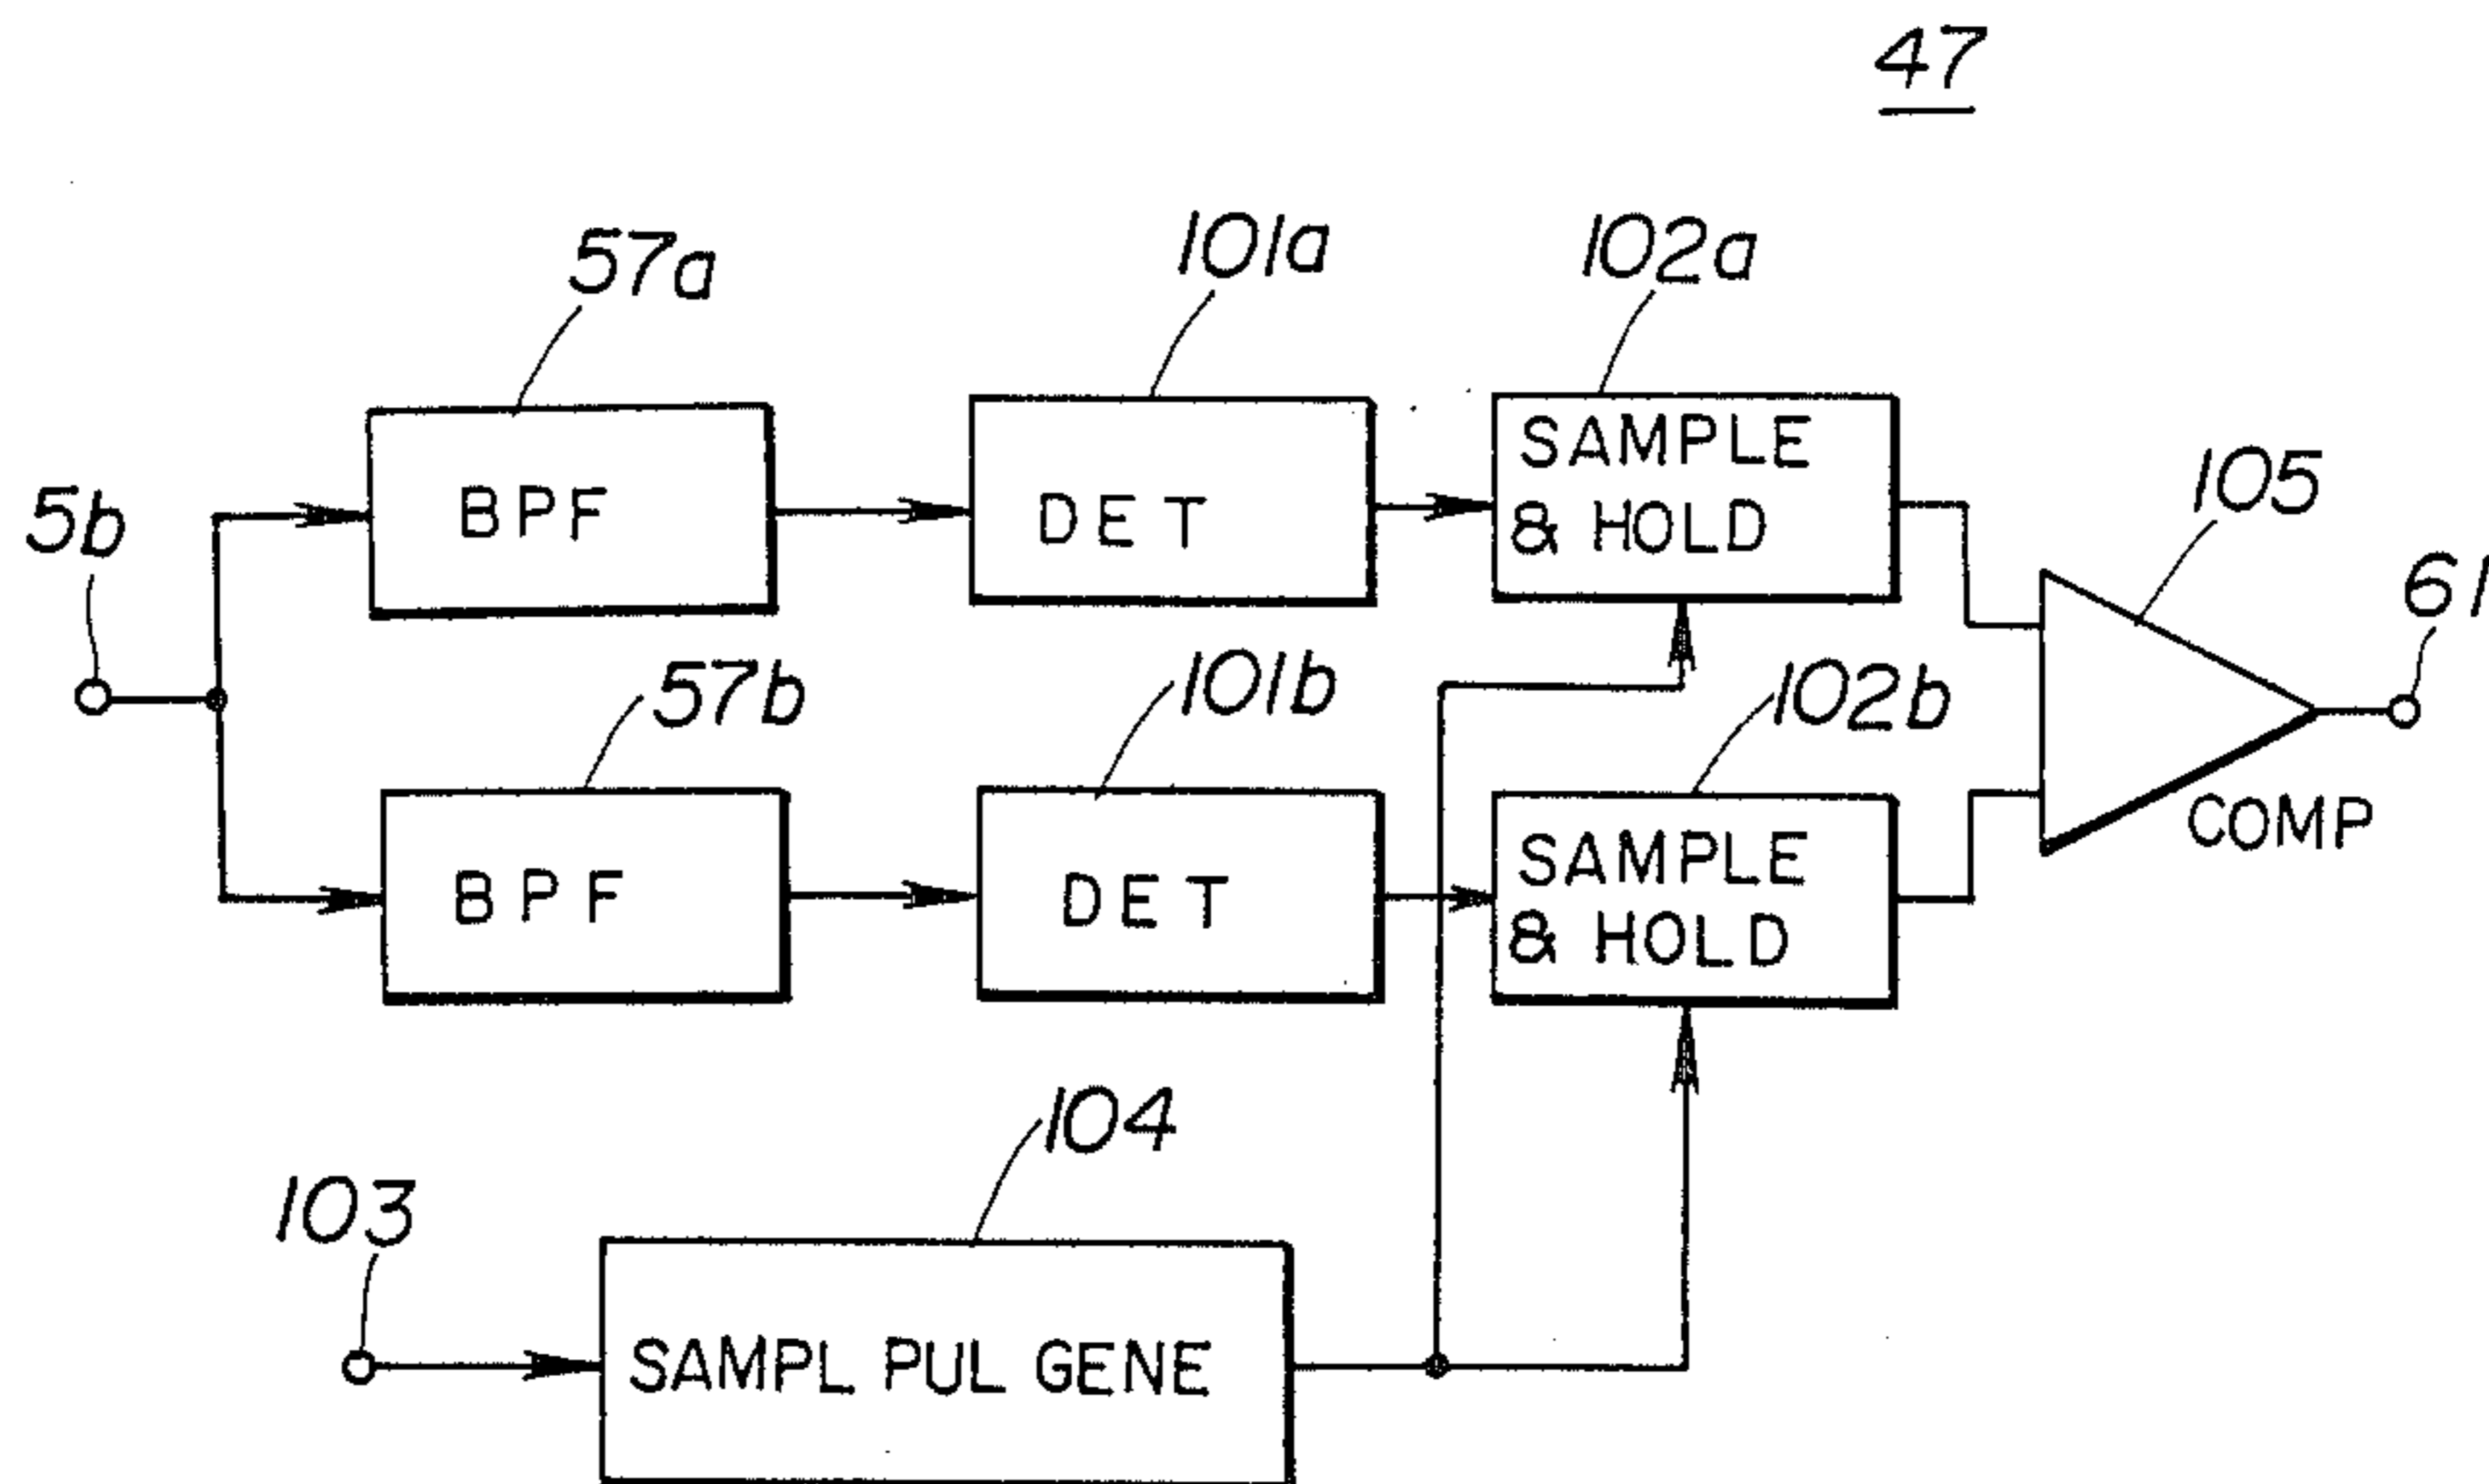 47
57a
101a
102a
5b
BPF
DET
SAMPLE
& HOLD
105
61
57b
101b
102b
BPF
DET
SAMPLE
& HOLD
COMP
103
104
SAMPL PUL GENE